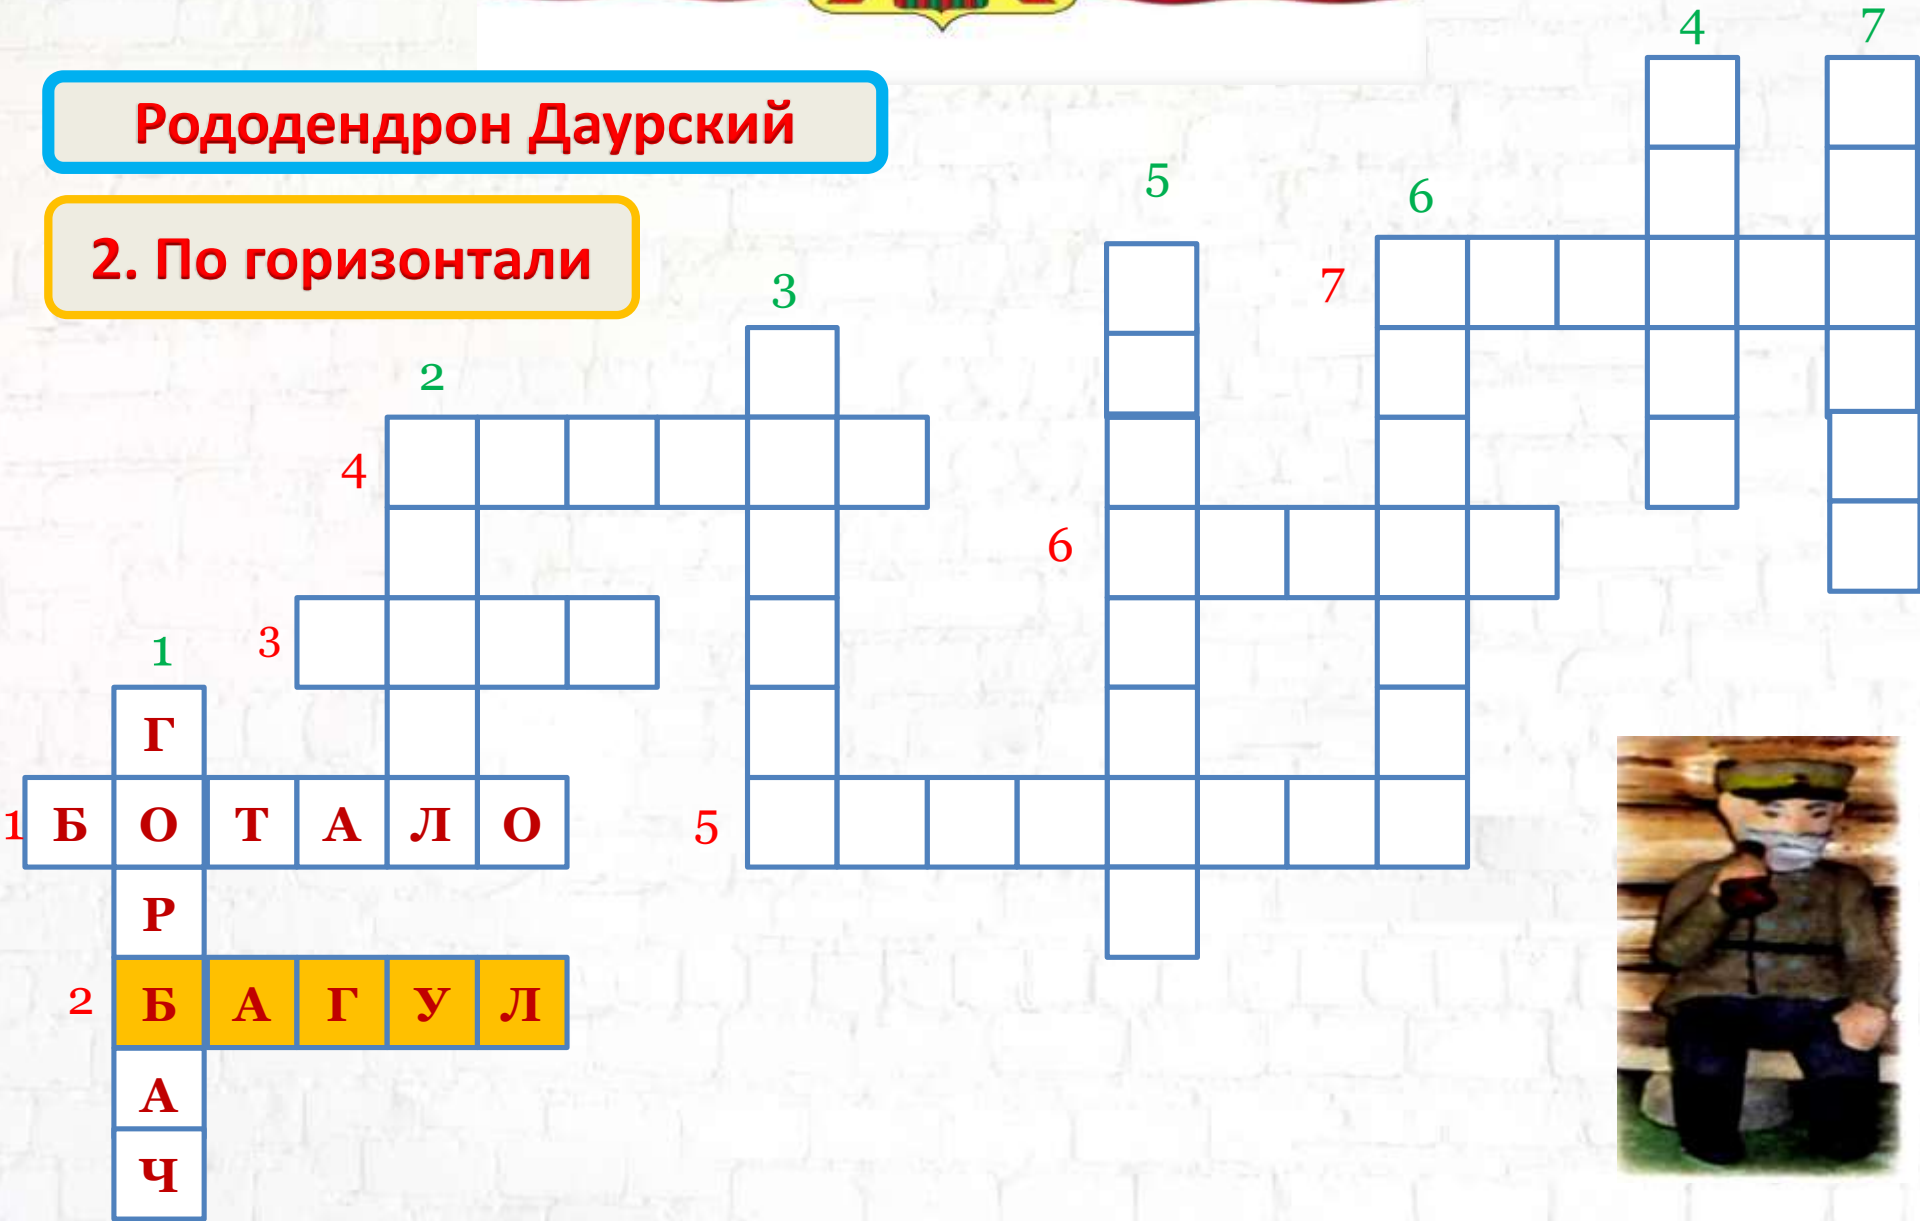 4 7
Рододендрон Даурский
5 6
2. По горизонтали
3 7
2
4
6
1 3
Г
1 Б О Т А Л О 5
Р
2 Б А Г У Л
А
Ч